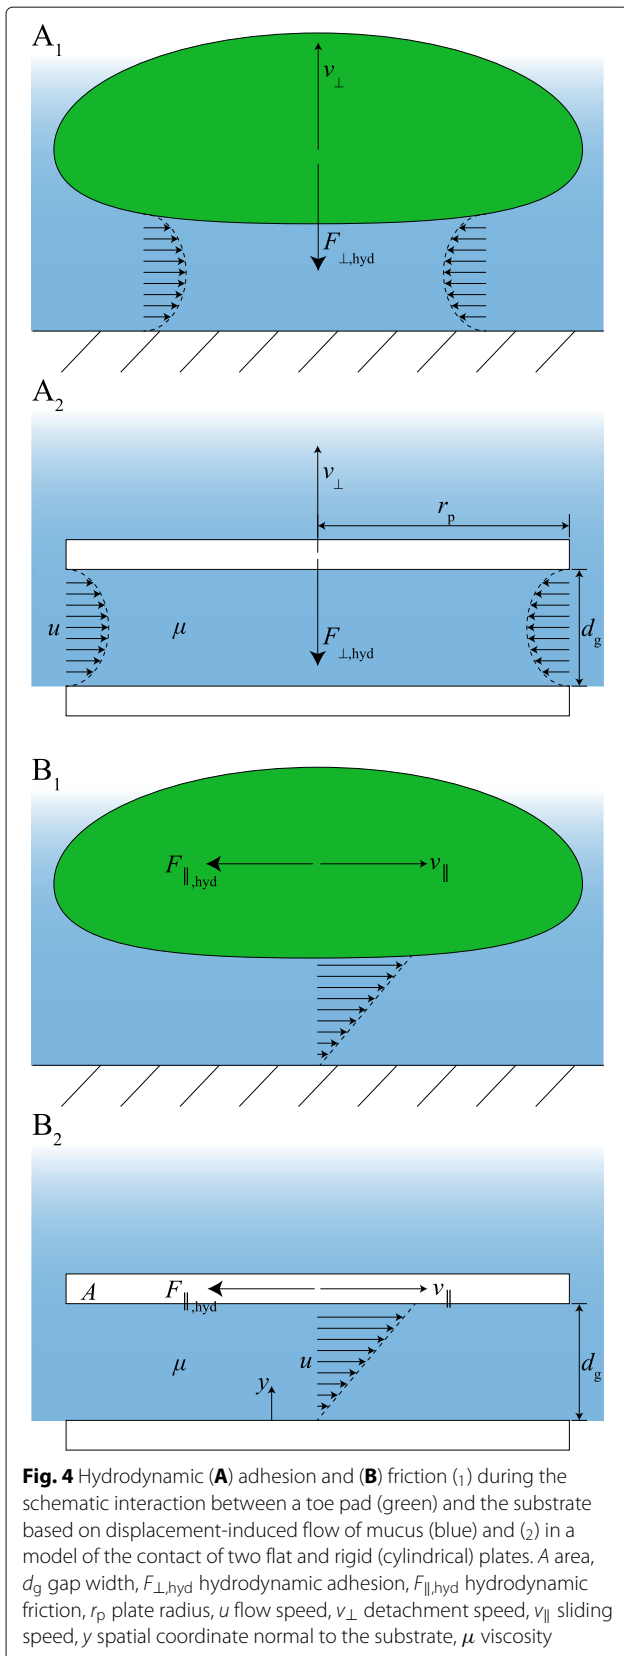 A1
v⊥
F⊥,hyd
A2
v⊥
rp
u
μ
F⊥,hyd
dg
B1
F∥,hyd
v∥
B2
A
F∥,hyd
v∥
μ
u
y
dg
Fig. 4 Hydrodynamic (A) adhesion and (B) friction (1) during the
schematic interaction between a toe pad (green) and the substrate
based on displacement-induced flow of mucus (blue) and (2) in a
model of the contact of two flat and rigid (cylindrical) plates. A area,
dg gap width, F⊥,hyd hydrodynamic adhesion, F∥,hyd hydrodynamic
friction, rp plate radius, u flow speed, v⊥ detachment speed, v∥ sliding
speed, y spatial coordinate normal to the substrate, μ viscosity